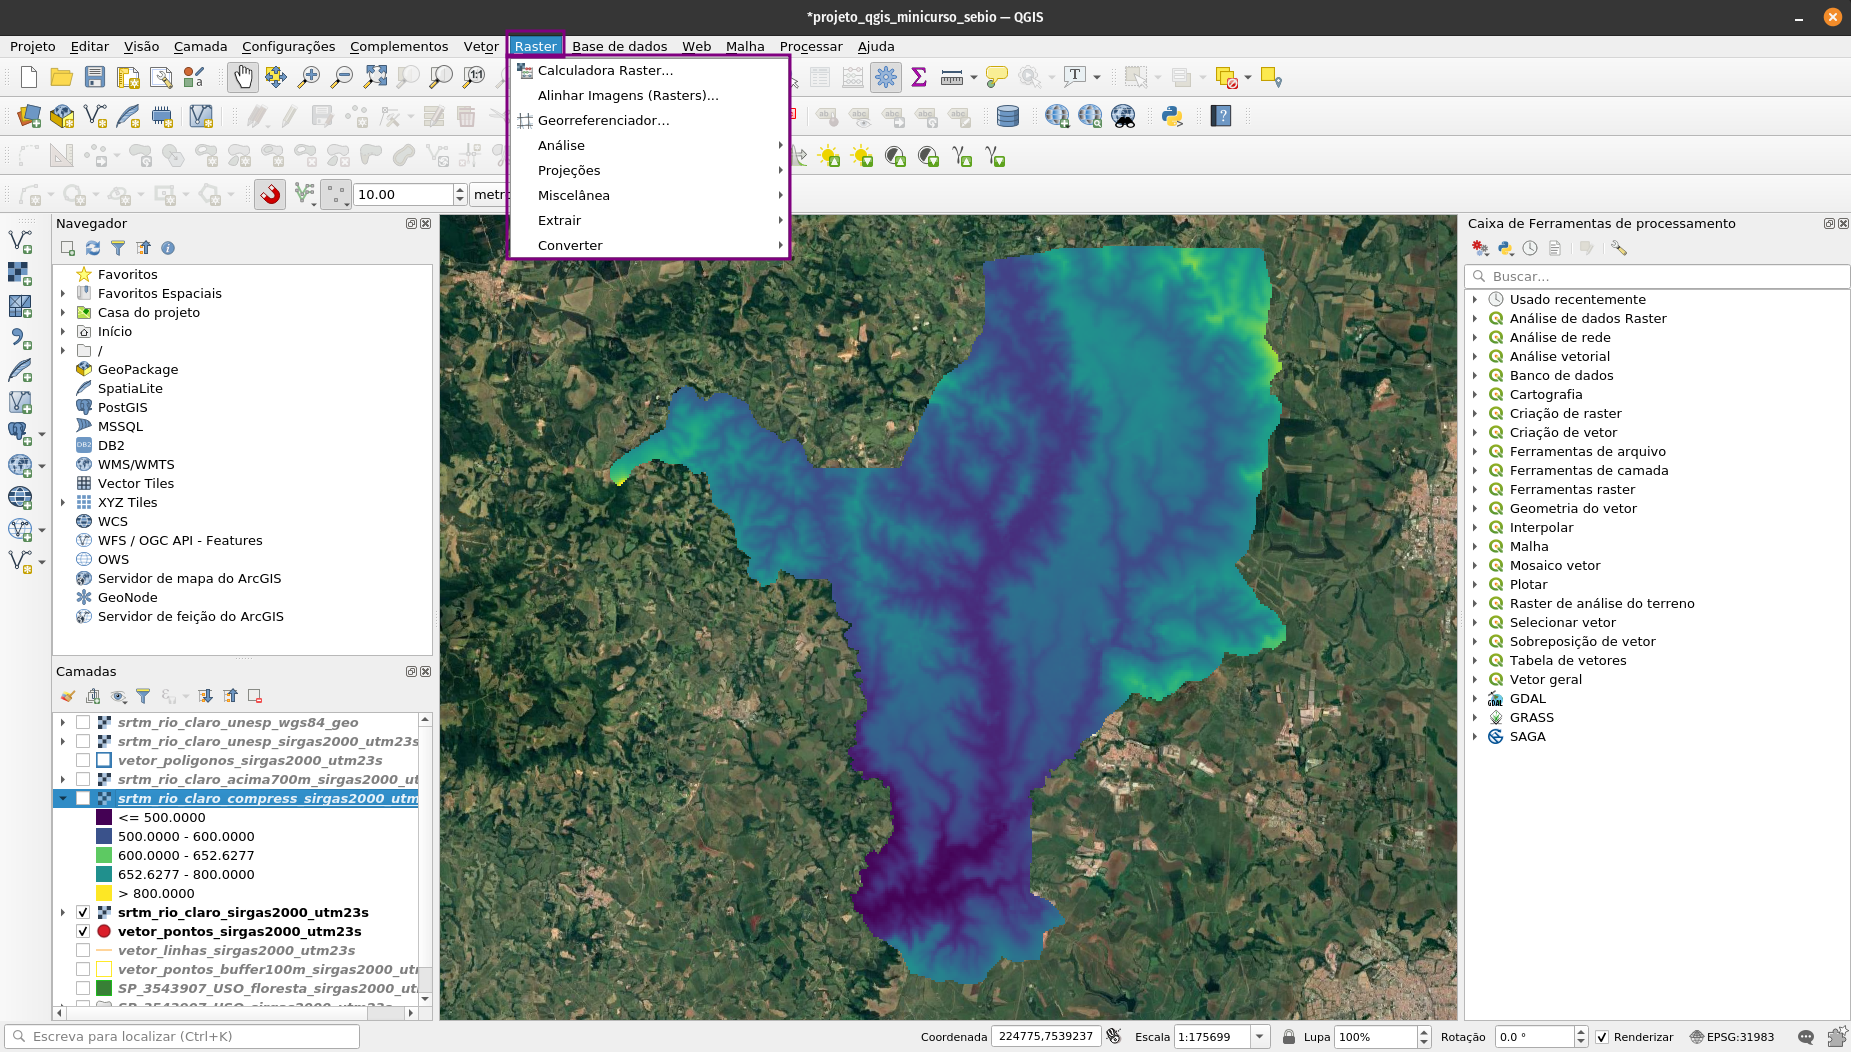 *projeto_qgis_minicurso_sebio — QGIS
Projeto Editar Visão Camada Configurações Complementos Vetor Raster Base de dados Web Malha Processar Ajuda
Calculadora Raster...
Alinhar Imagens (Rasters)...
Georreferenciador...
Análise
Projeções
Miscelânea
Extrair
Converter
10.00
Navegador
Favoritos
Favoritos Espaciais
Casa do projeto
Início
/
GeoPackage
SpatiaLite
PostGIS
MSSQL
DB2
WMS/WMTS
Vector Tiles
XYZ Tiles
WCS
WFS / OGC API - Features
OWS
Servidor de mapa do ArcGIS
GeoNode
Servidor de feição do ArcGIS
Camadas
srtm_rio_claro_unesp_wgs84_geo
srtm_rio_claro_unesp_sirgas2000_utm23s
vetor_poligonos_sirgas2000_utm23s
srtm_rio_claro_acima700m_sirgas2000_ut
srtm_rio_claro_compress_sirgas2000_utm
<= 500.0000
500.0000 - 600.0000
600.0000 - 652.6277
652.6277 - 800.0000
> 800.0000
srtm_rio_claro_sirgas2000_utm23s
vetor_pontos_sirgas2000_utm23s
vetor_linhas_sirgas2000_utm23s
vetor_pontos_buffer100m_sirgas2000_utr
SP_3543907_USO_floresta_sirgas2000_ut
Caixa de Ferramentas de processamento
Buscar...
Usado recentemente
Análise de dados Raster
Análise de rede
Análise vetorial
Banco de dados
Cartografia
Criação de raster
Criação de vetor
Ferramentas de arquivo
Ferramentas de camada
Ferramentas raster
Geometria do vetor
Interpolar
Malha
Mosaico vetor
Plotar
Raster de análise do terreno
Selecionar vetor
Sobreposição de vetor
Tabela de vetores
Vetor geral
GDAL
GRASS
SAGA
Escreva para localizar (Ctrl+K)
Coordenada 224775,7539237 Escala 1:175699 Lupa 100% Rotação 0.0 ° Renderizar EPSG:31983